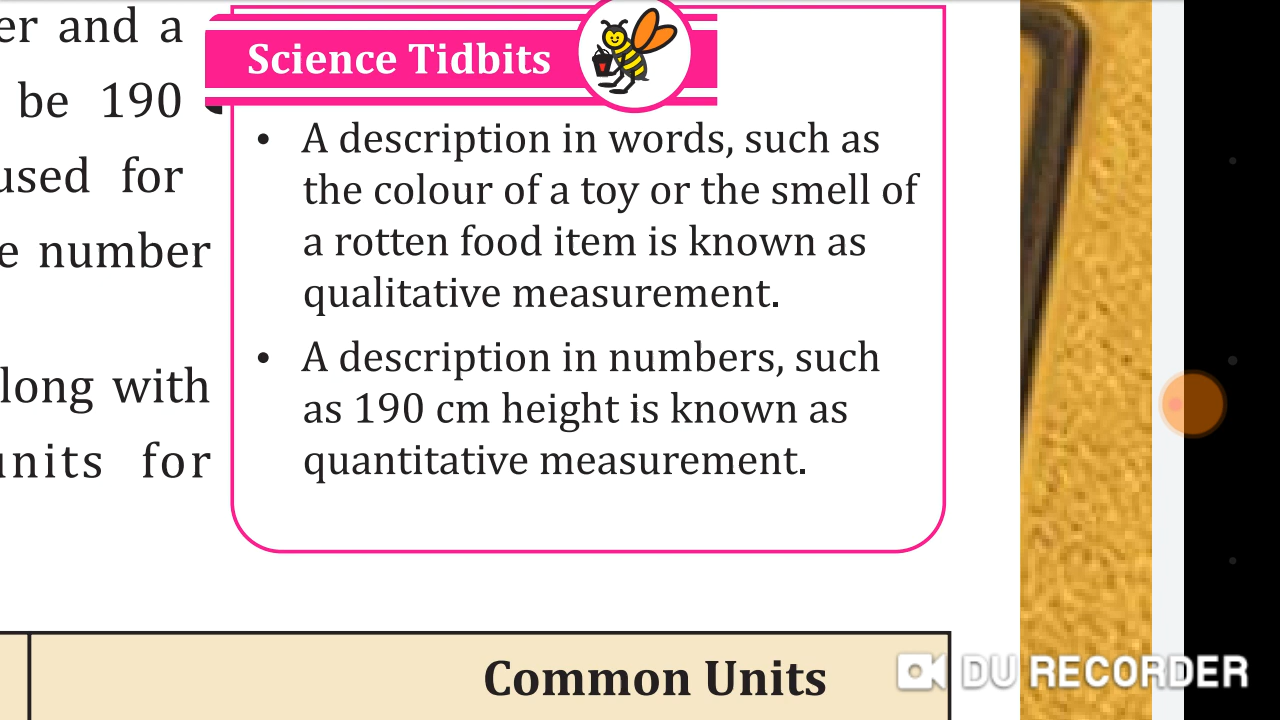 er and a
be 190
used for
e number
long with
units for
Science Tidbits
• A description in words, such as
the colour of a toy or the smell of
a rotten food item is known as
qualitative measurement.
• A description in numbers, such
as 190 cm height is known as
quantitative measurement.
Common Units
DU RECORDER